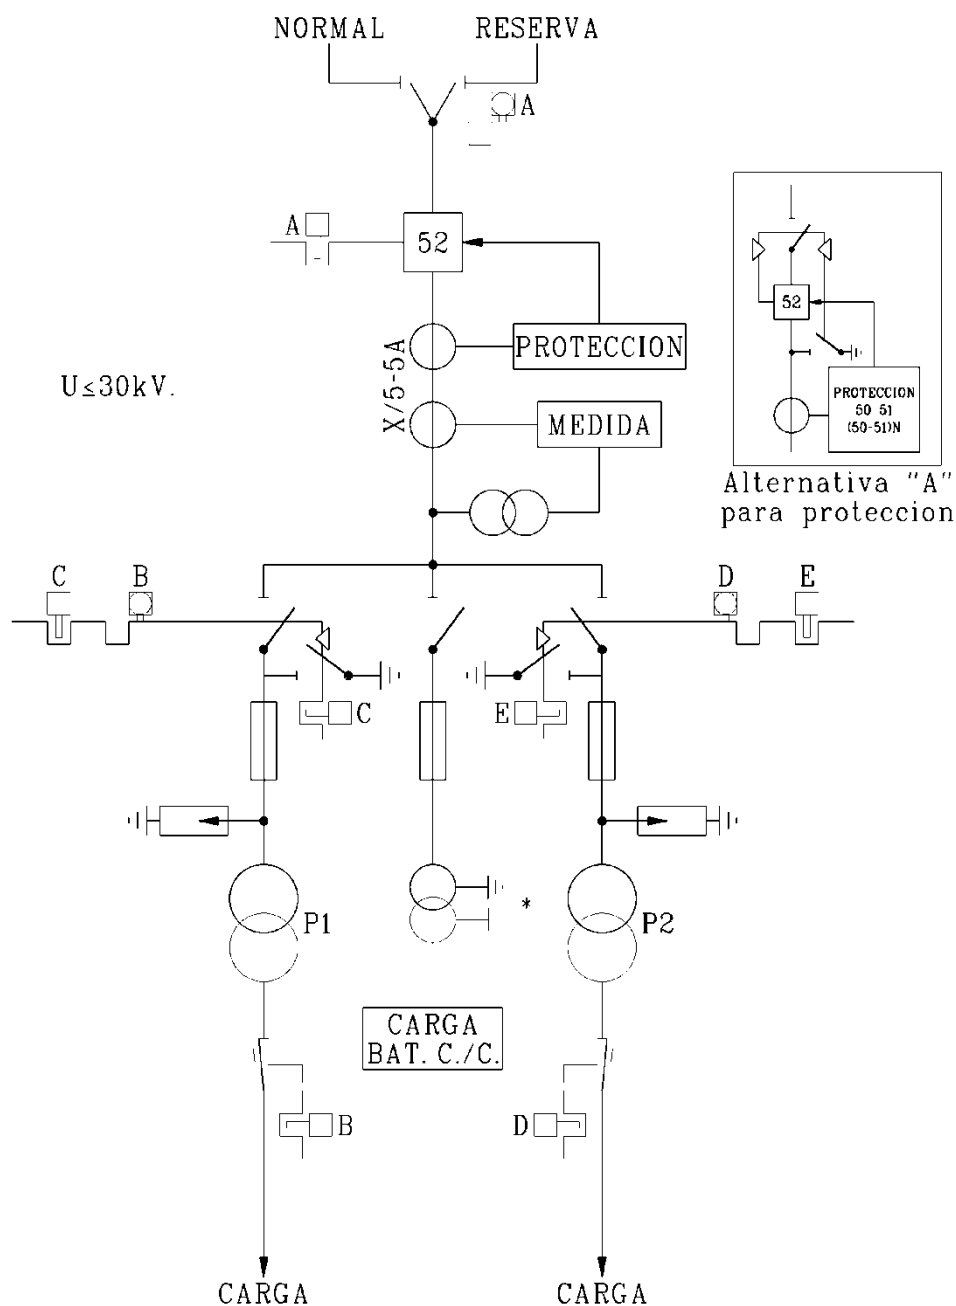 NORMAL RESERVA
A
A
52
PROTECCION
X/5-5A
U≤30kV.
MEDIDA
52
PROTECCION
50 51
(50-51)N
Alternativa "A"
para proteccion
C B D E
C E
P1 * P2
CARGA
BAT. C./C.
B D
CARGA CARGA